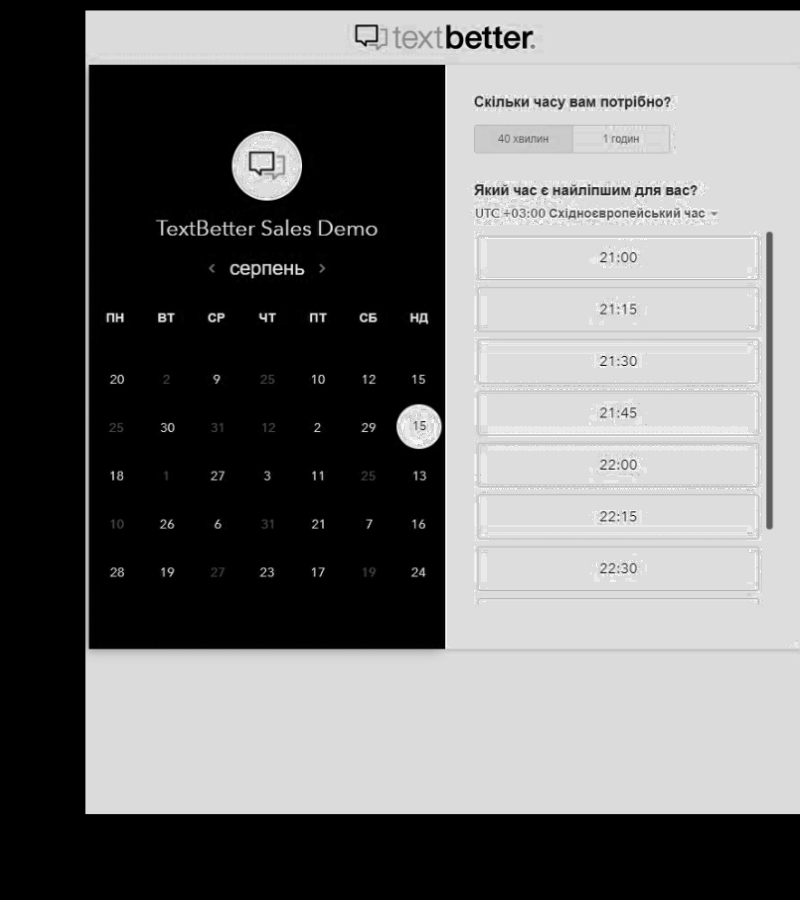 textbetter.
TextBetter Sales Demo
‹ серпень ›
ПН ВТ СР ЧТ ПТ СБ НД
20 2 9 25 10 12 15
25 30 31 12 2 29 15
18 1 27 3 11 25 13
10 26 6 31 21 7 16
28 19 27 23 17 19 24
Скільки часу вам потрібно?
40 хвилин 1 годин
Який час є найліпшим для вас?
UTC +03:00 Східноєвропейський час
21:00
21:15
21:30
21:45
22:00
22:15
22:30